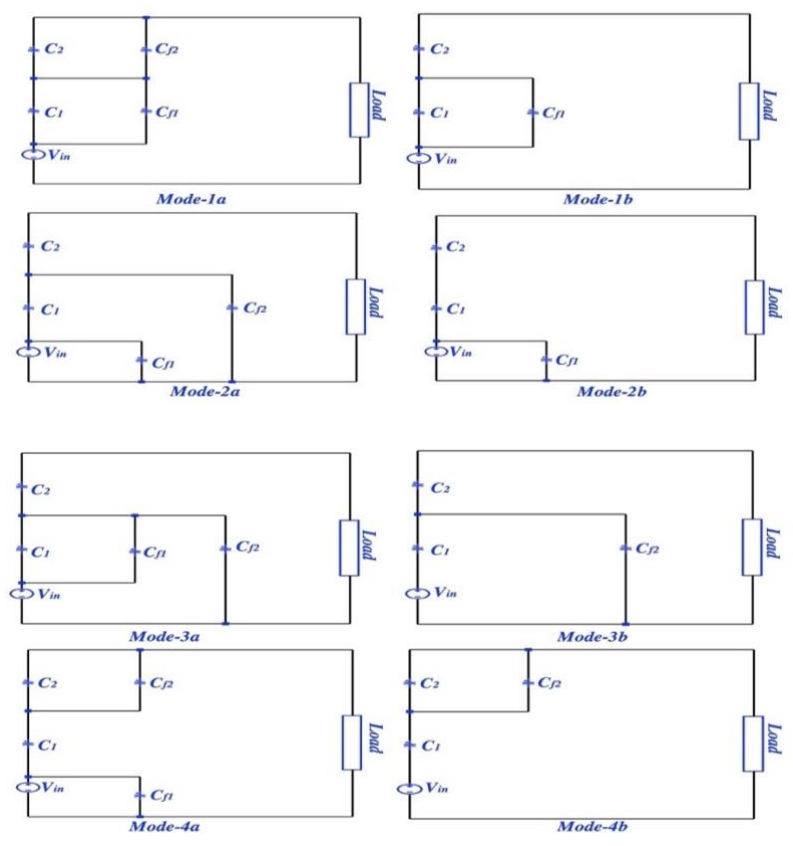 C2 Cf2
C1 Cf1 Load
Vin
Mode-1a
C2
C1 Cf1 Load
Vin
Mode-1b
C2
C1 Cf2 Load
Vin Cf1
Mode-2a
C2
C1 Load
Vin Cf1
Mode-2b
C2
C1 Cf1 Cf2 Load
Vin
Mode-3a
C2
C1 Cf2 Load
Vin
Mode-3b
C2 Cf2
C1 Load
Vin Cf1
Mode-4a
C2 Cf2
C1 Load
Vin
Mode-4b